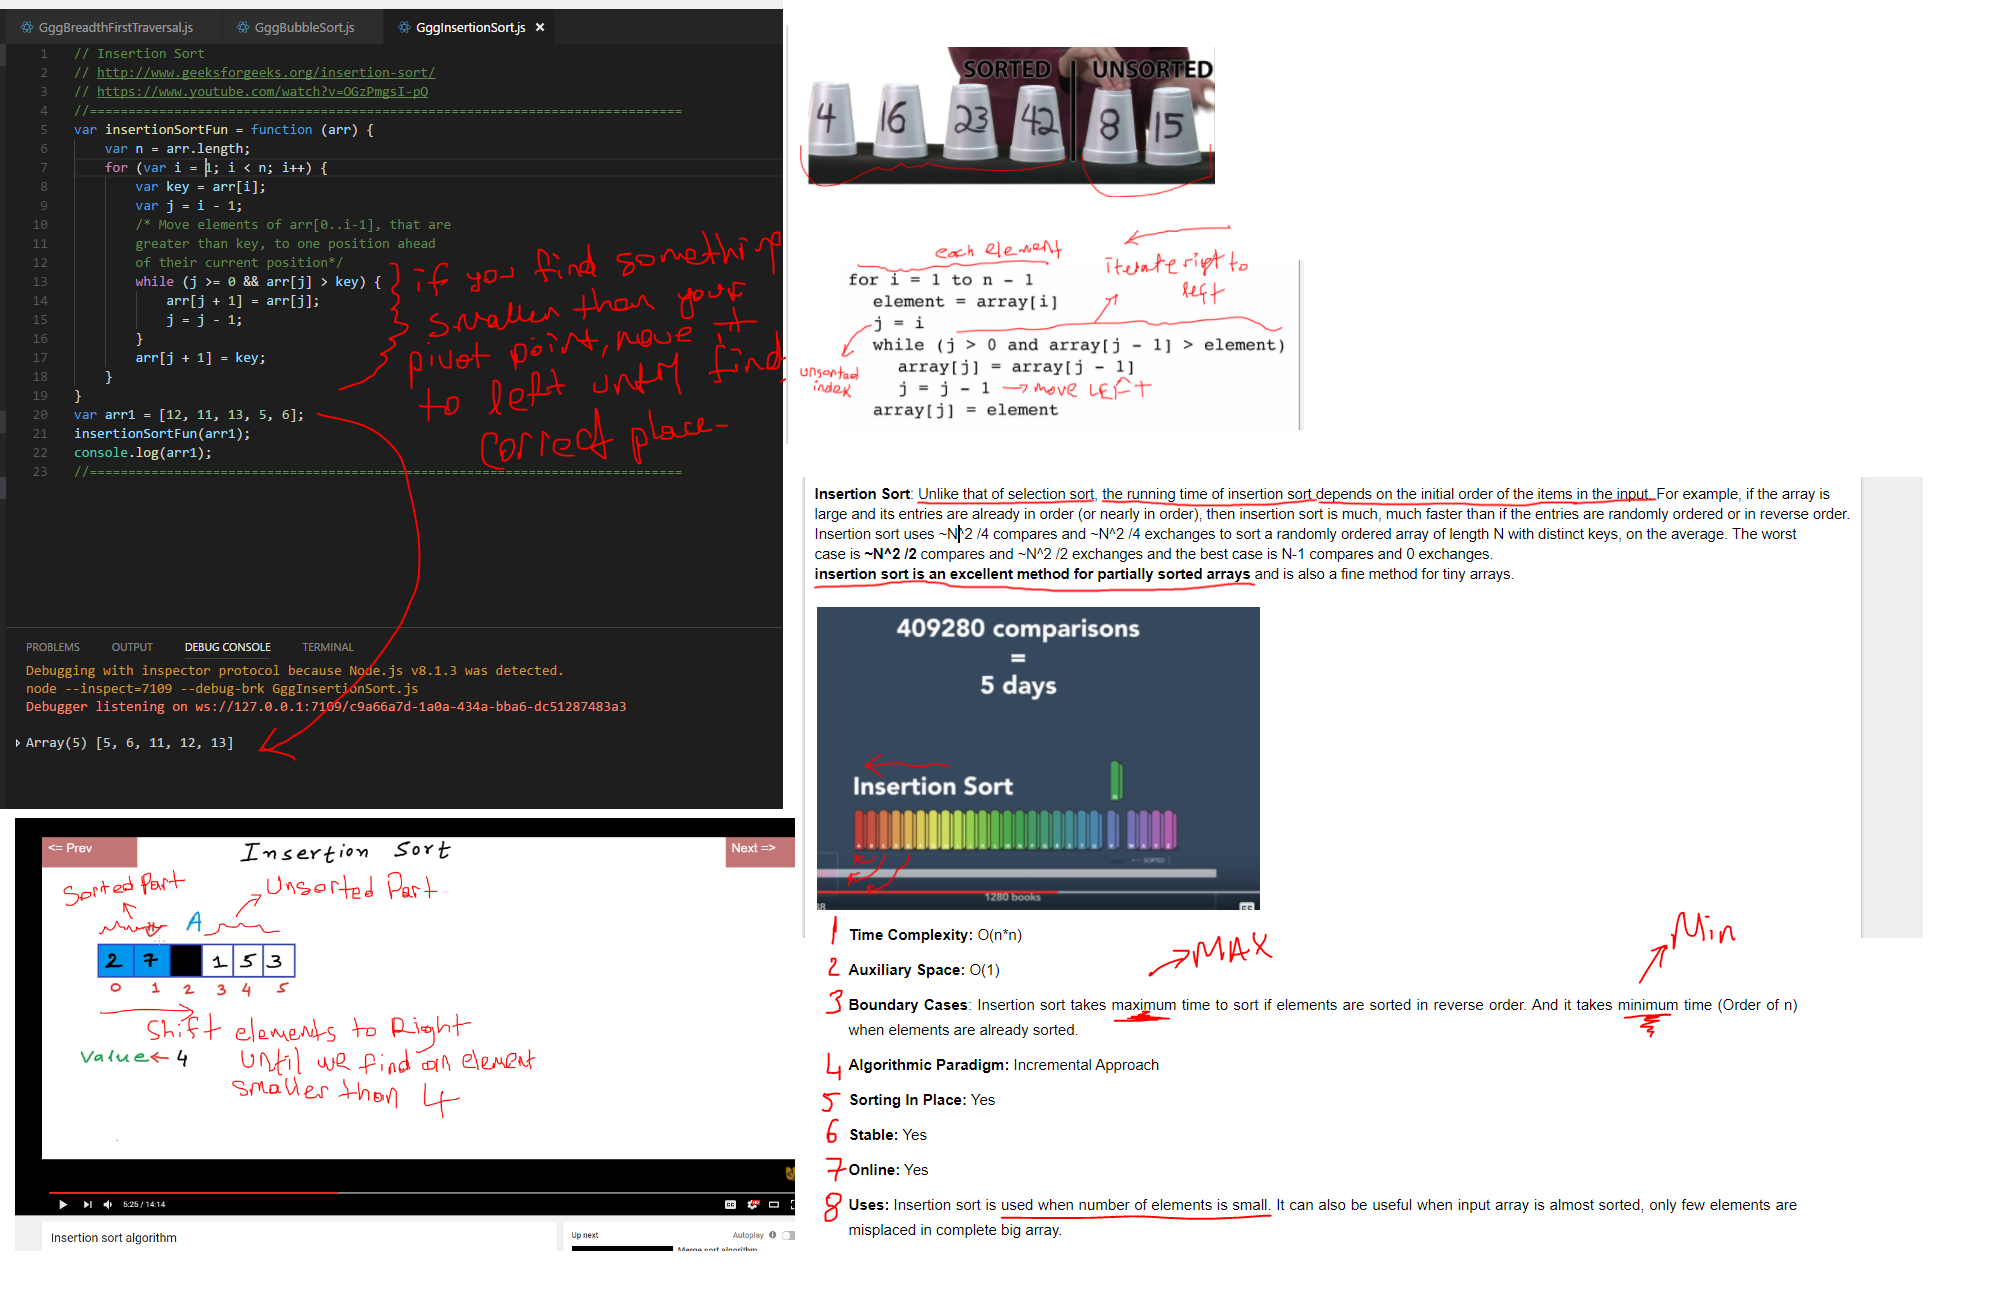 GggBreadthFirstTraversal.js GggBubbleSort.js GggInsertionSort.js ×
1 // Insertion Sort
2 // http://www.geeksforgeeks.org/insertion-sort/
3 // https://www.youtube.com/watch?v=OGzPmgsI-pQ
4 //=============================================================================
5 var insertionSortFun = function (arr) {
6 var n = arr.length;
7 for (var i = 1; i < n; i++) {
8 var key = arr[i];
9 var j = i - 1;
10 /* Move elements of arr[0..i-1], that are
11 greater than key, to one position ahead
12 of their current position*/
13 while (j >= 0 && arr[j] > key) {
14 arr[j + 1] = arr[j];
15 j = j - 1;
16 }
17 arr[j + 1] = key;
18 }
19 }
20 var arr1 = [12, 11, 13, 5, 6];
21 insertionSortFun(arr1);
22 console.log(arr1);
23 //=============================================================================
if you find something
smaller than your
pivot point, move it
to left until find
correct place-
PROBLEMS OUTPUT DEBUG CONSOLE TERMINAL
Debugging with inspector protocol because Node.js v8.1.3 was detected.
node --inspect=7109 --debug-brk GggInsertionSort.js
Debugger listening on ws://127.0.0.1:7109/c9a66a7d-1a0a-434a-bba6-dc51287483a3
Array(5) [5, 6, 11, 12, 13]
<= Prev Insertion Sort Next =>
Sorted Part Unsorted Part
A
2 7 1 5 3
0 1 2 3 4 5
Shift elements to Right
Value← 4 until we find an element
smaller than 4
5:25 / 14:14
Insertion sort algorithm
Up next Autoplay
Merge sort algorithm
SORTED UNSORTED
4 16 23 42 8 15
each element
iterate ript to
left
for i = 1 to n - 1
element = array[i]
j = i
while (j > 0 and array[j - 1] > element)
array[j] = array[j - 1]
j = j - 1 → move LEFT
array[j] = element
unsorted
index
Insertion Sort: Unlike that of selection sort, the running time of insertion sort depends on the initial order of the items in the input. For example, if the array is
large and its entries are already in order (or nearly in order), then insertion sort is much, much faster than if the entries are randomly ordered or in reverse order.
Insertion sort uses ~N^2 /4 compares and ~N^2 /4 exchanges to sort a randomly ordered array of length N with distinct keys, on the average. The worst
case is ~N^2 /2 compares and ~N^2 /2 exchanges and the best case is N-1 compares and 0 exchanges.
insertion sort is an excellent method for partially sorted arrays and is also a fine method for tiny arrays.
409280 comparisons
=
5 days
Insertion Sort
SORTED
1280 books
1 Time Complexity: O(n*n)
MAX
Min
2 Auxiliary Space: O(1)
3 Boundary Cases: Insertion sort takes maximum time to sort if elements are sorted in reverse order. And it takes minimum time (Order of n)
when elements are already sorted.
4 Algorithmic Paradigm: Incremental Approach
5 Sorting In Place: Yes
6 Stable: Yes
7 Online: Yes
8 Uses: Insertion sort is used when number of elements is small. It can also be useful when input array is almost sorted, only few elements are
misplaced in complete big array.